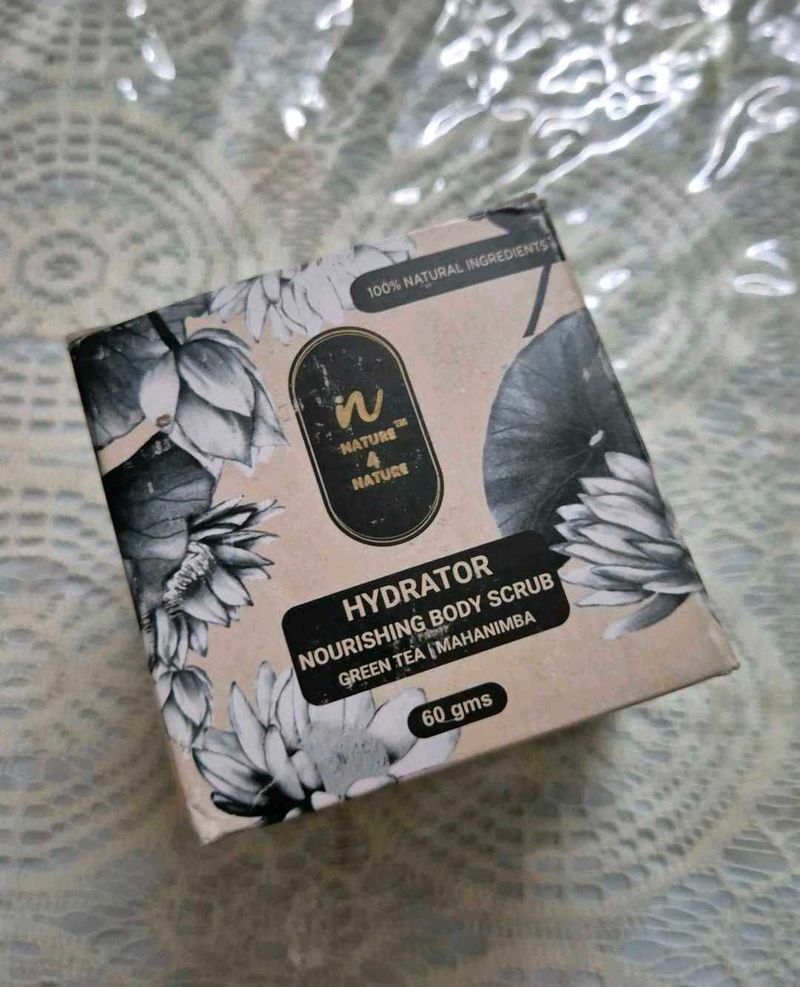 100% NATURAL INGREDIENTS
n
NATURE™
4
NATURE
HYDRATOR
NOURISHING BODY SCRUB
GREEN TEA | MAHANIMBA
60 gms